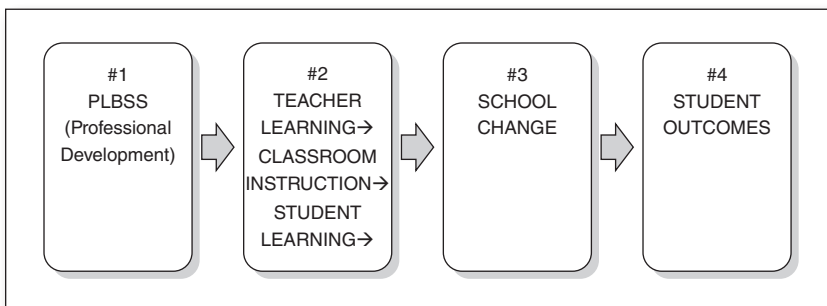 #1
PLBSS
(Professional
Development)
#2
TEACHER
LEARNING→
CLASSROOM
INSTRUCTION→
STUDENT
LEARNING→
#3
SCHOOL
CHANGE
#4
STUDENT
OUTCOMES